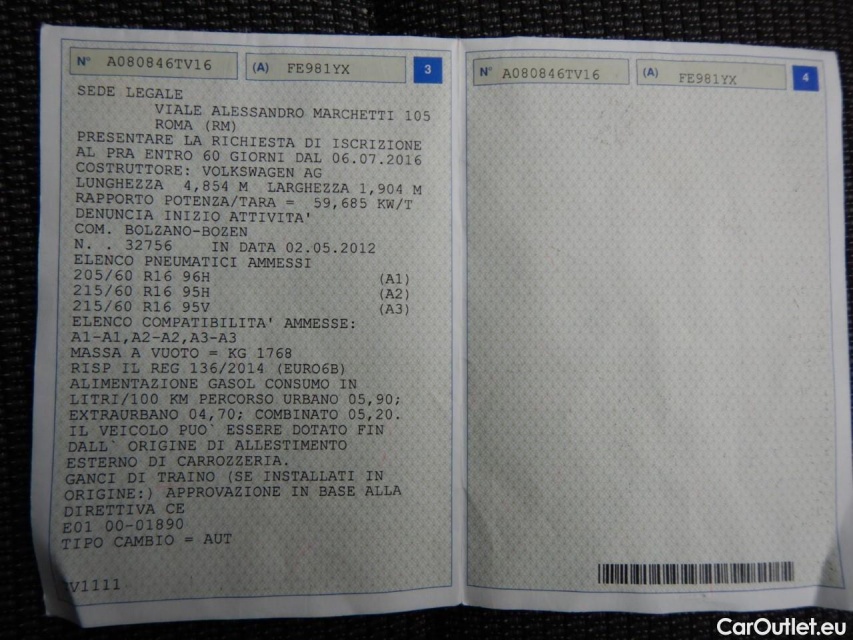 N° A080846TV16 (A) FE981YX 3
SEDE LEGALE
VIALE ALESSANDRO MARCHETTI 105
ROMA (RM)
PRESENTARE LA RICHIESTA DI ISCRIZIONE
AL PRA ENTRO 60 GIORNI DAL 06.07.2016
COSTRUTTORE: VOLKSWAGEN AG
LUNGHEZZA 4,854 M LARGHEZZA 1,904 M
RAPPORTO POTENZA/TARA = 59,685 KW/T
DENUNCIA INIZIO ATTIVITA'
COM. BOLZANO-BOZEN
N. . 32756 IN DATA 02.05.2012
ELENCO PNEUMATICI AMMESSI
205/60 R16 96H (A1)
215/60 R16 95H (A2)
215/60 R16 95V (A3)
ELENCO COMPATIBILITA' AMMESSE:
A1-A1,A2-A2,A3-A3
MASSA A VUOTO = KG 1768
RISP IL REG 136/2014 (EURO6B)
ALIMENTAZIONE GASOL CONSUMO IN
LITRI/100 KM PERCORSO URBANO 05,90;
EXTRAURBANO 04,70; COMBINATO 05,20.
IL VEICOLO PUO` ESSERE DOTATO FIN
DALL` ORIGINE DI ALLESTIMENTO
ESTERNO DI CARROZZERIA.
GANCI DI TRAINO (SE INSTALLATI IN
ORIGINE:) APPROVAZIONE IN BASE ALLA
DIRETTIVA CE
E01 00-01890
TIPO CAMBIO = AUT
V1111
N° A080846TV16 (A) FE981YX 4
CarOutlet.eu